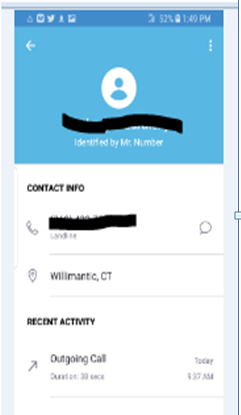 52% 1:49 PM
Identified by Mr. Number
CONTACT INFO
Landline
Willimantic, CT
RECENT ACTIVITY
Outgoing Call Today
Duration: 38 secs 9:37 AM